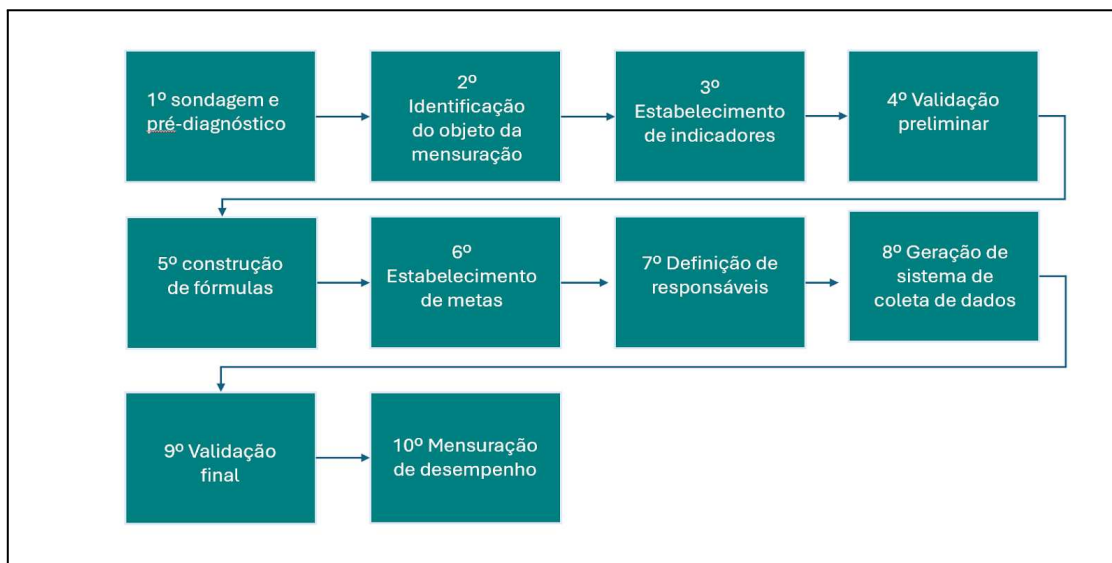 1º sondagem e
pré-diagnóstico
2º
Identificação
do objeto da
mensuração
3º
Estabelecimento
de indicadores
4º Validação
preliminar
5º construção
de fórmulas
6º
Estabelecimento
de metas
7º Definição de
responsáveis
8º Geração de
sistema de
coleta de dados
9º Validação
final
10º Mensuração
de desempenho